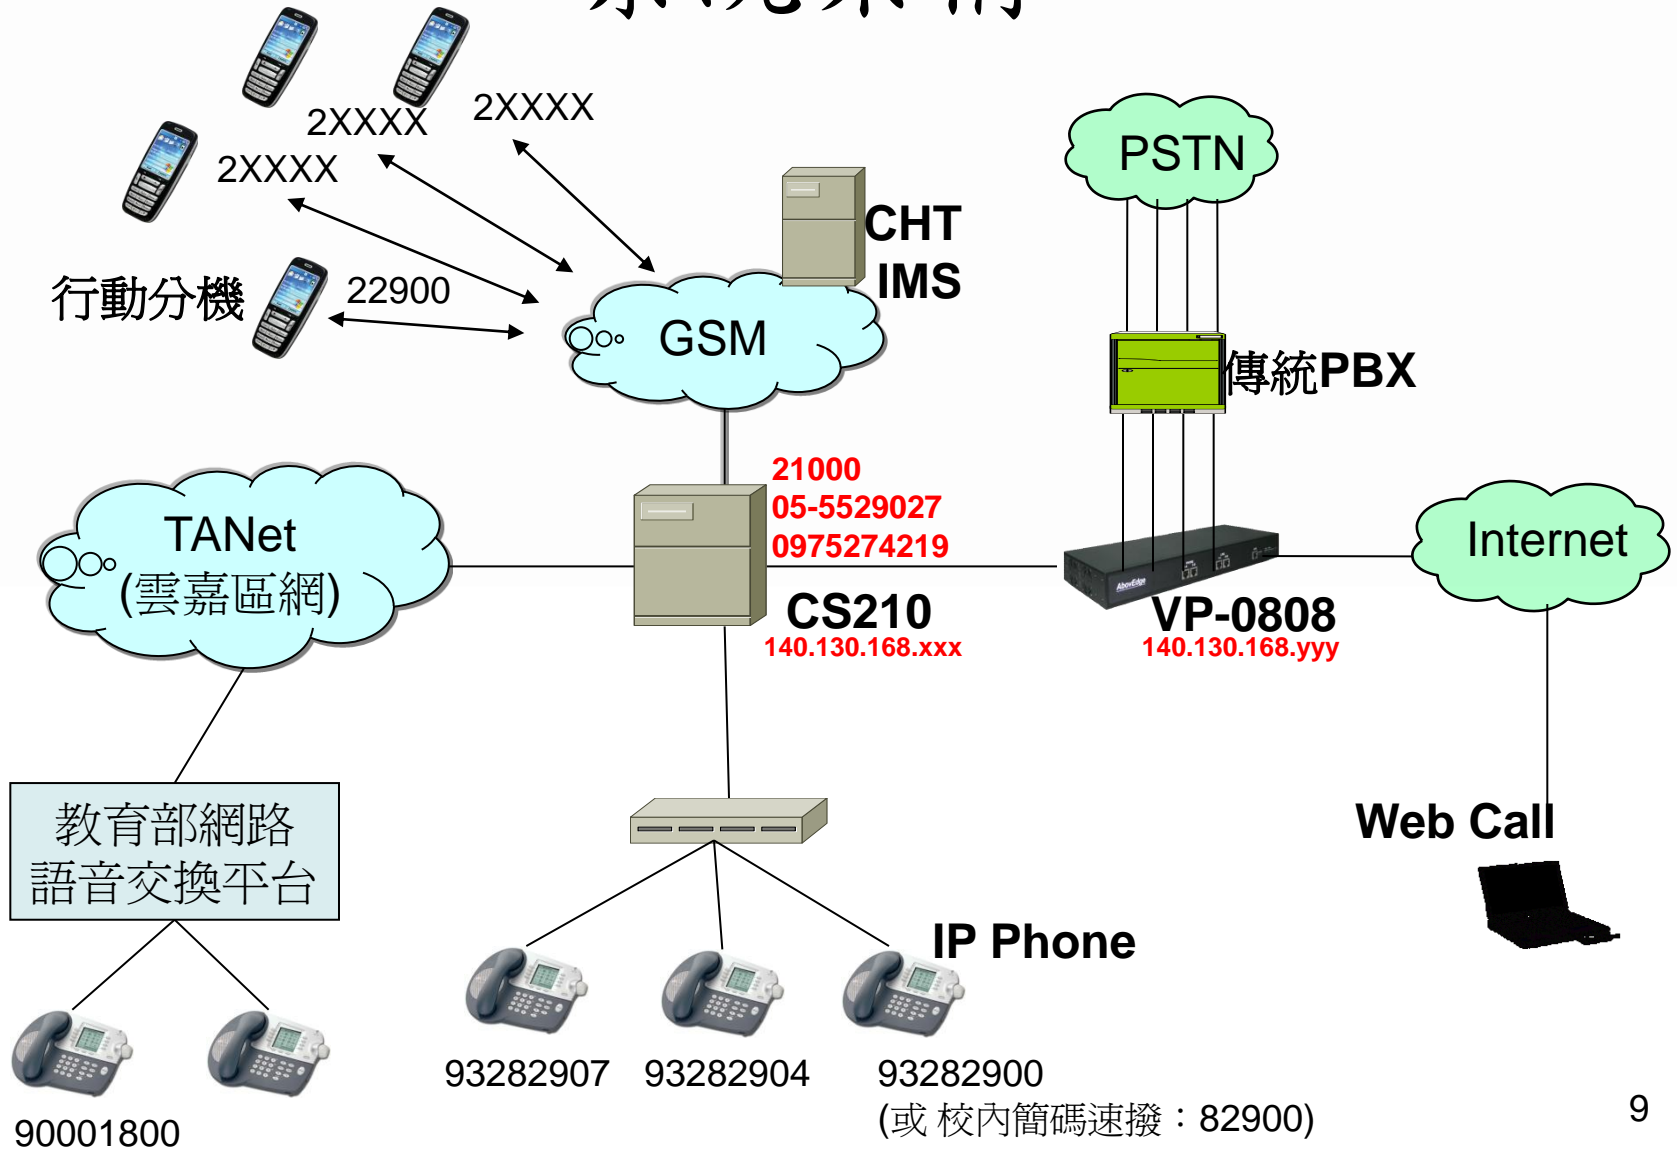 2XXXX
2XXXX
2XXXX
行動分機
22900
CHT
IMS
GSM
PSTN
傳統PBX
21000
05-5529027
0975274219
TANet
(雲嘉區網)
CS210
140.130.168.xxx
AbovEdge
VP-0808
140.130.168.yyy
Internet
教育部網路
語音交換平台
Web Call
IP Phone
93282907
93282904
93282900
(或 校內簡碼速撥：82900)
90001800
9